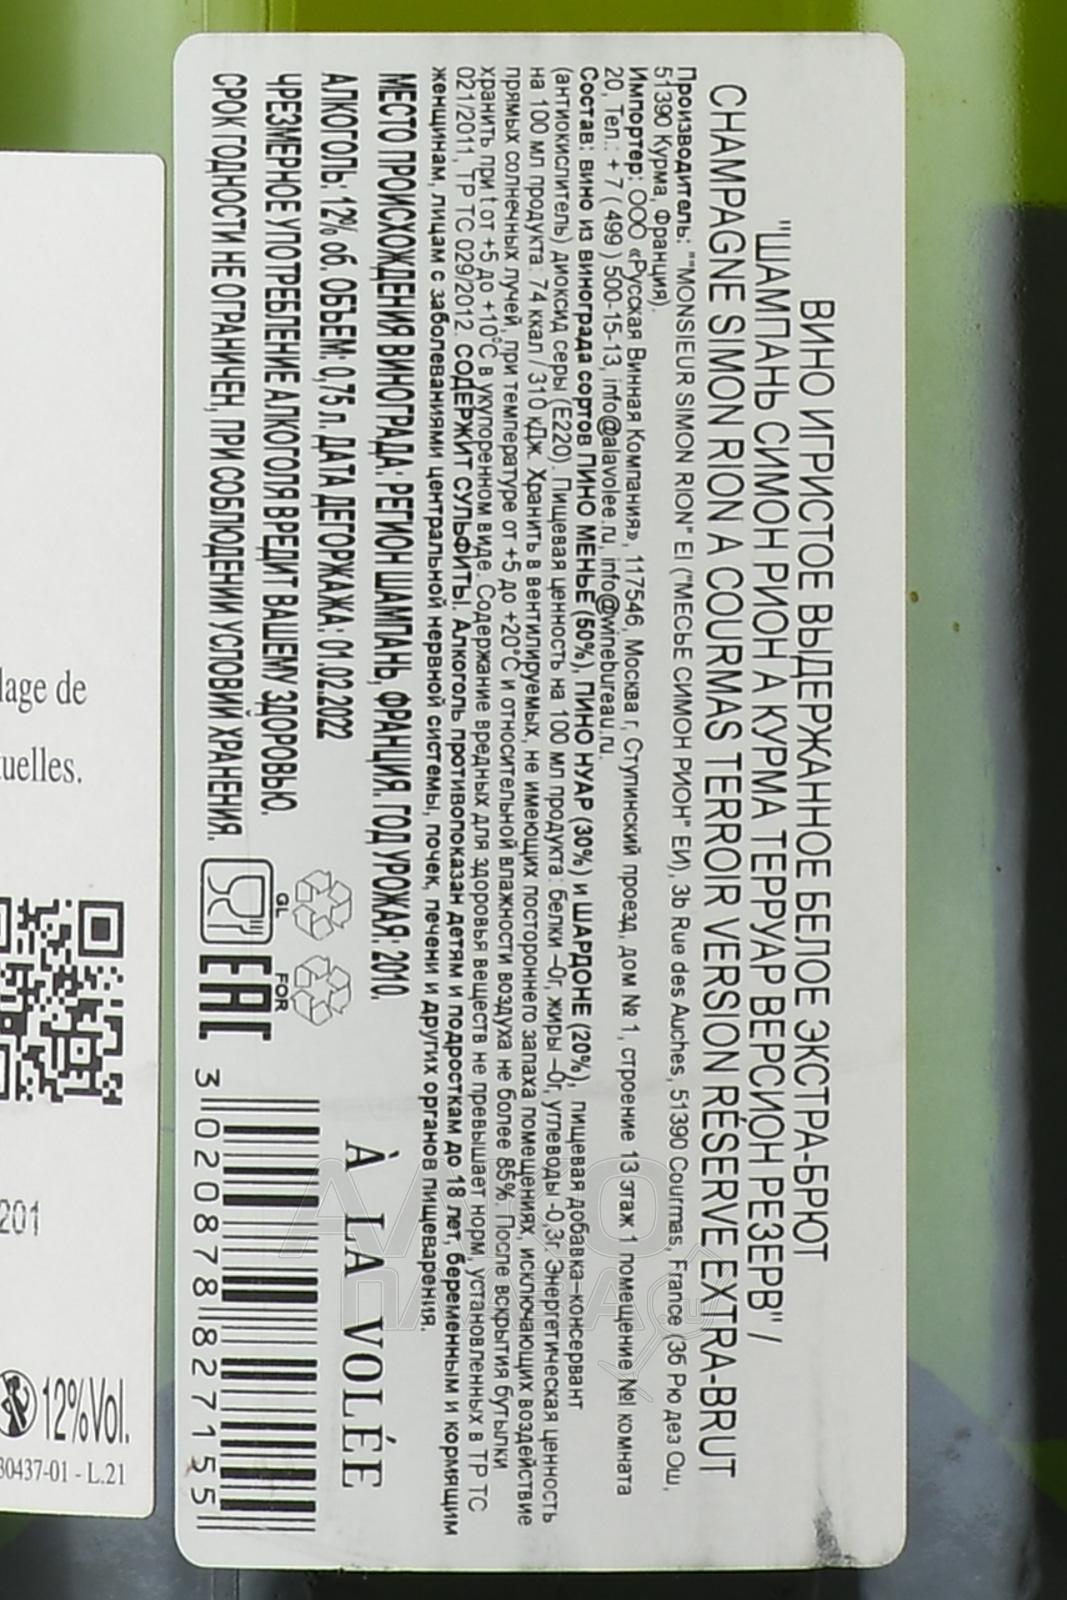 ВИНО ИГРИСТОЕ ВЫДЕРЖАННОЕ БЕЛОЕ ЭКСТРА-БРЮТ
"ШАМПАНЬ СИМОН РИОН А КУРМА ТЕРРУАР ВЕРСИОН РЕЗЕРВ" /
CHAMPAGNE SIMON RION A COURMAS TERROIR VERSION RÉSERVE EXTRA-BRUT
Производитель: ""MONSIEUR SIMON RION" EI ("МЕСЬЕ СИМОН РИОН" ЕИ), 3b Rue des Auches, 51390 Courmas, France (3б Рю дез Ош,
51390 Курма, Франция).
Импортер: ООО «Русская Винная Компания», 117546, Москва г, Ступинский проезд, дом № 1, строение 13 этаж 1 помещение №I комната
20, Тел.: + 7 ( 499 ) 500-15-13, info@alavolee.ru, info@winebureau.ru.
Состав: вино из винограда сортов ПИНО МЕНЬЕ (50%), ПИНО НУАР (30%) и ШАРДОНЕ (20%), пищевая добавка–консервант
(антиокислитель) диоксид серы (Е220). Пищевая ценность на 100 мл продукта: белки –0г, жиры –0г, углеводы -0,3г. Энергетическая ценность
на 100 мл продукта: 74 ккал / 310 кДж. Хранить в вентилируемых, не имеющих постороннего запаха помещениях, исключающих воздействие
прямых солнечных лучей, при температуре от +5 до +20°С и относительной влажности воздуха не более 85%. После вскрытия бутылки
хранить при t от +5 до +10°С в укупоренном виде. Содержание вредных для здоровья веществ не превышает норм, установленных в ТР ТС
021/2011, ТР ТС 029/2012. СОДЕРЖИТ СУЛЬФИТЫ. Алкоголь противопоказан детям и подросткам до 18 лет, беременным и кормящим
женщинам, лицам с заболеваниями центральной нервной системы, почек, печени и других органов пищеварения.
МЕСТО ПРОИСХОЖДЕНИЯ ВИНОГРАДА: РЕГИОН ШАМПАНЬ, ФРАНЦИЯ. ГОД УРОЖАЯ: 2010.
АЛКОГОЛЬ: 12% об. ОБЪЕМ: 0,75 л. ДАТА ДЕГОРЖАЖА: 01.02.2022
ЧРЕЗМЕРНОЕ УПОТРЕБЛЕНИЕ АЛКОГОЛЯ ВРЕДИТ ВАШЕМУ ЗДОРОВЬЮ.
СРОК ГОДНОСТИ НЕ ОГРАНИЧЕН, ПРИ СОБЛЮДЕНИИ УСЛОВИЙ ХРАНЕНИЯ.
GL
FOR
EAC
À LA VOLÉE
3 020878 827155
АЛКО
ПАПА
lage de
tuelles.
201
12%Vol.
30437-01 - L.21